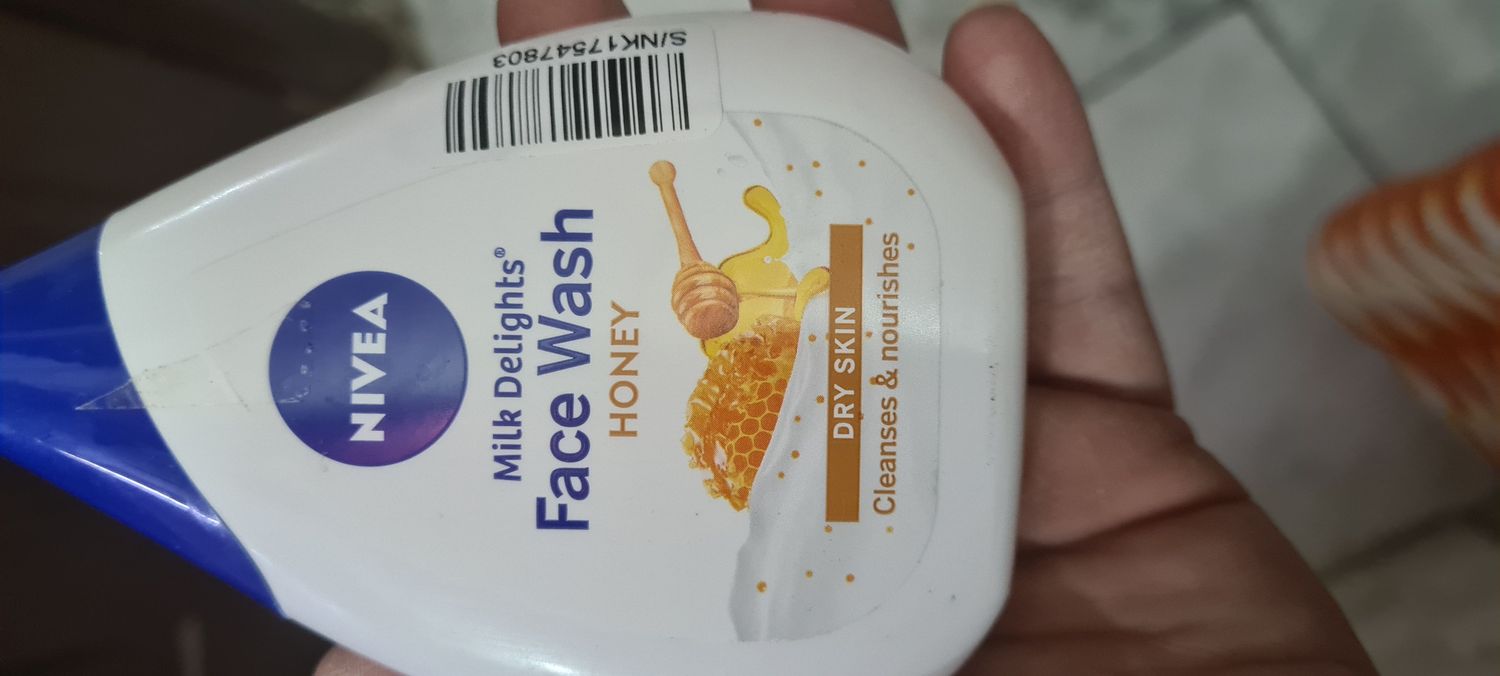 S/NK17547803
NIVEA
Milk Delights®
Face Wash
HONEY
DRY SKIN
Cleanses & nourishes